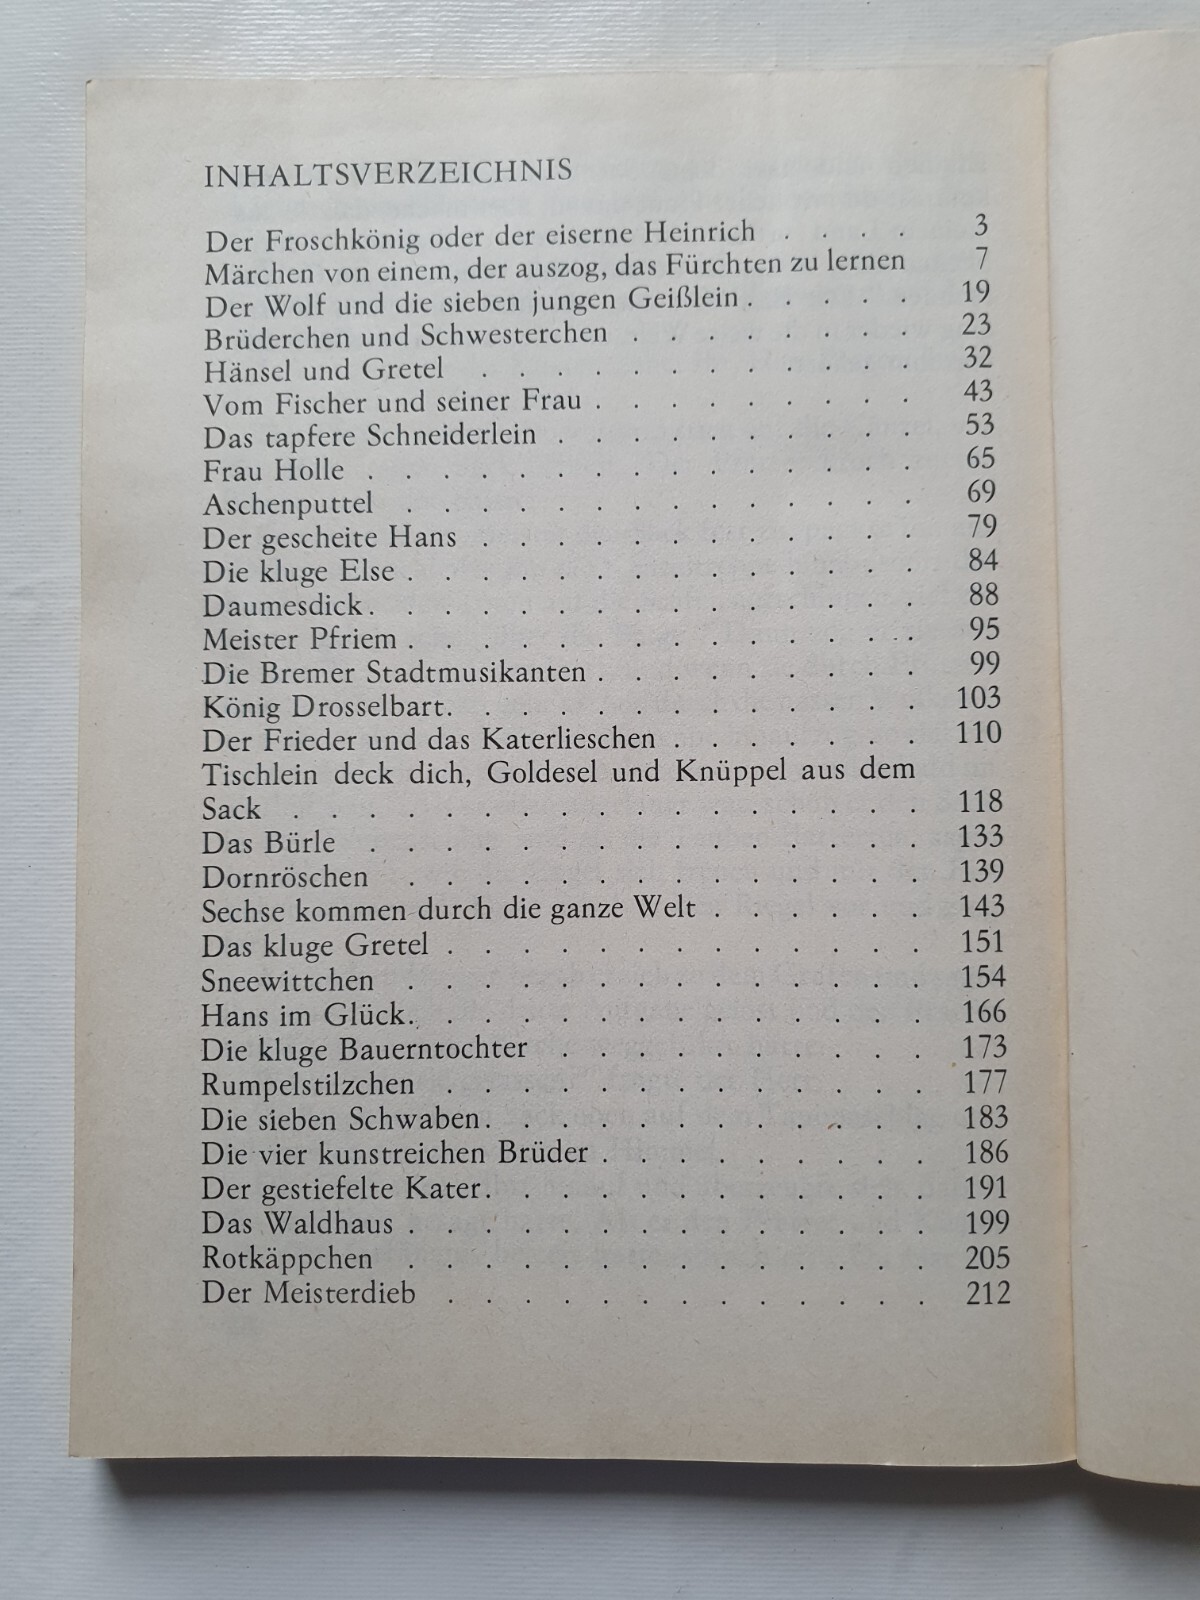 INHALTSVERZEICHNIS
Der Froschkönig oder der eiserne Heinrich . . . . 3
Märchen von einem, der auszog, das Fürchten zu lernen 7
Der Wolf und die sieben jungen Geißlein . . . . . 19
Brüderchen und Schwesterchen . . . . . . . . 23
Hänsel und Gretel . . . . . . . . . . . . 32
Vom Fischer und seiner Frau . . . . . . . . . 43
Das tapfere Schneiderlein . . . . . . . . . . 53
Frau Holle . . . . . . . . . . . . . . . 65
Aschenputtel . . . . . . . . . . . . . . 69
Der gescheite Hans . . . . . . . . . . . . 79
Die kluge Else . . . . . . . . . . . . . . 84
Daumesdick . . . . . . . . . . . . . . . 88
Meister Pfriem . . . . . . . . . . . . . . 95
Die Bremer Stadtmusikanten . . . . . . . . . 99
König Drosselbart . . . . . . . . . . . . . 103
Der Frieder und das Katerlieschen . . . . . . . 110
Tischlein deck dich, Goldesel und Knüppel aus dem
Sack . . . . . . . . . . . . . . . . . 118
Das Bürle . . . . . . . . . . . . . . . 133
Dornröschen . . . . . . . . . . . . . . 139
Sechse kommen durch die ganze Welt . . . . . . 143
Das kluge Gretel . . . . . . . . . . . . . 151
Sneewittchen . . . . . . . . . . . . . . 154
Hans im Glück . . . . . . . . . . . . . . 166
Die kluge Bauerntochter . . . . . . . . . . 173
Rumpelstilzchen . . . . . . . . . . . . . 177
Die sieben Schwaben . . . . . . . . . . . . 183
Die vier kunstreichen Brüder . . . . . . . . . 186
Der gestiefelte Kater . . . . . . . . . . . . 191
Das Waldhaus . . . . . . . . . . . . . . 199
Rotkäppchen . . . . . . . . . . . . . . 205
Der Meisterdieb . . . . . . . . . . . . . 212